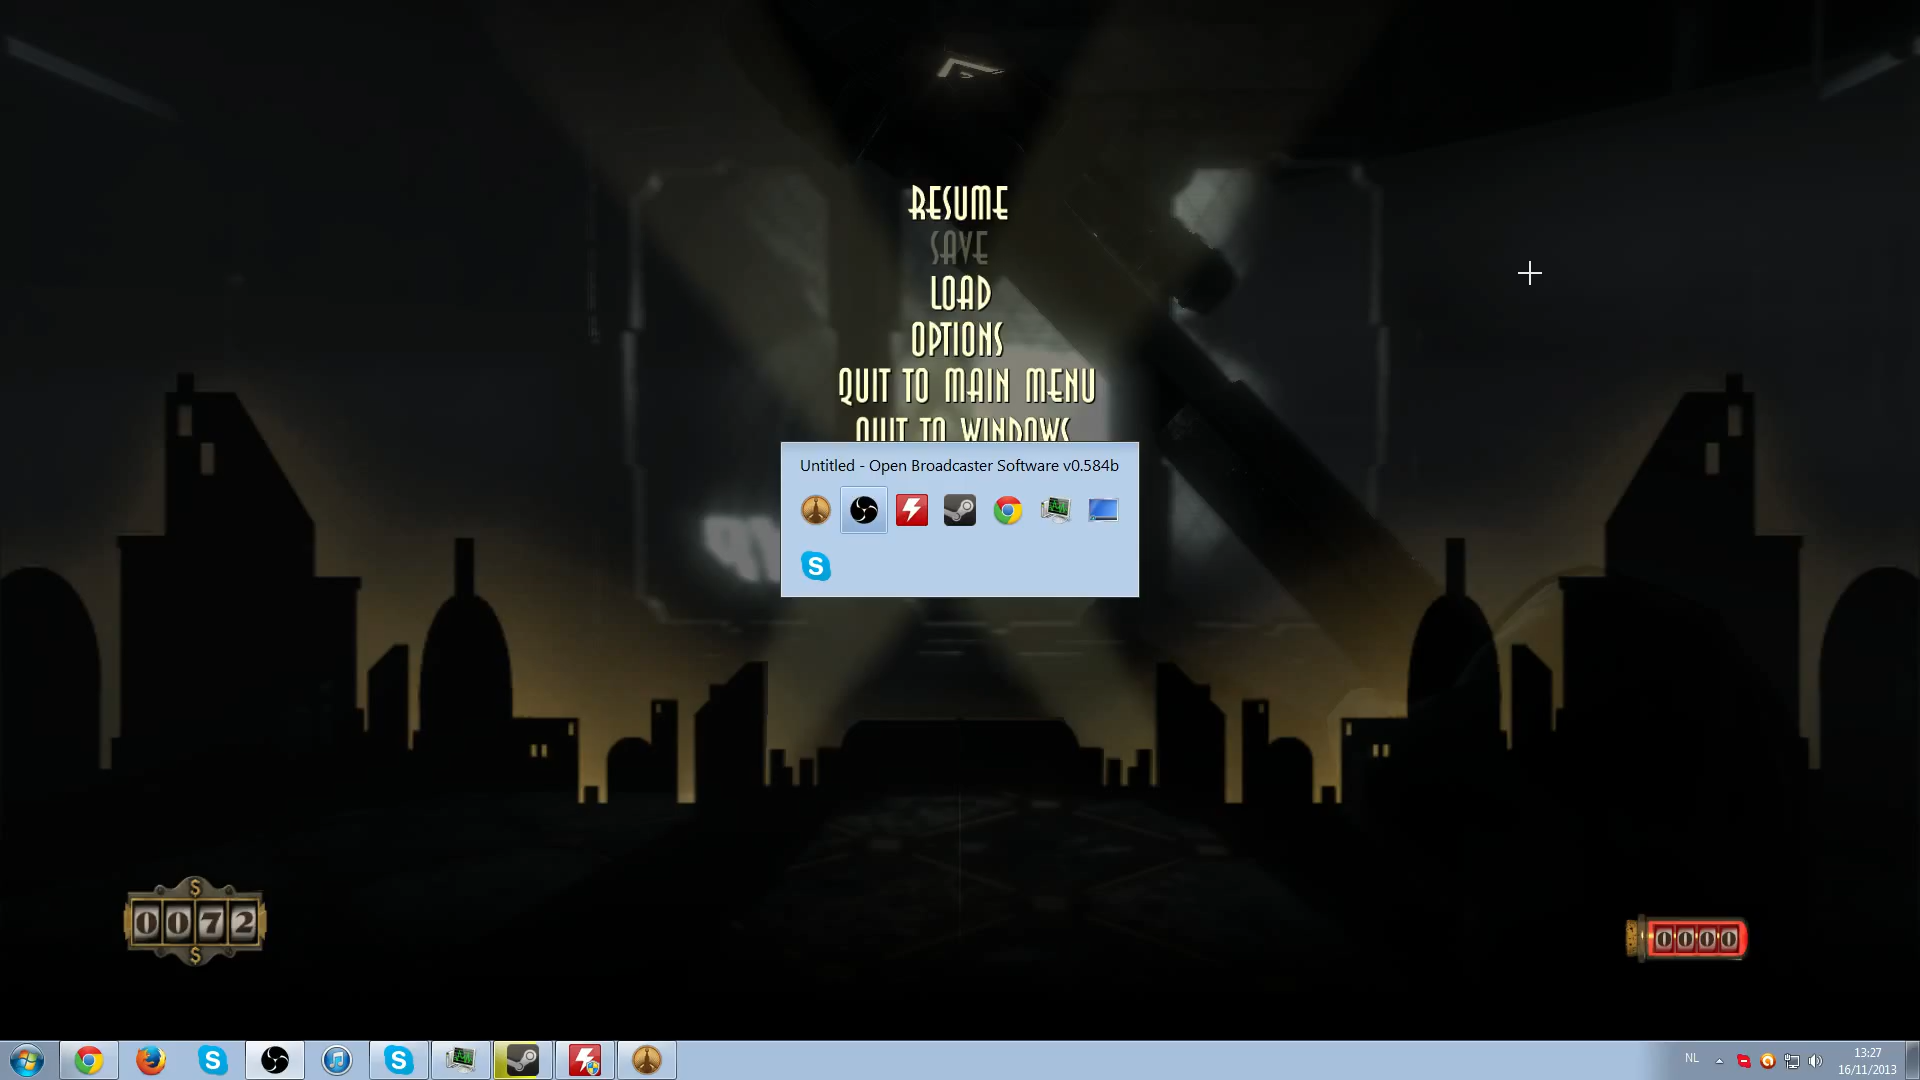 RESUME
SAVE
LOAD
OPTIONS
QUIT TO MAIN MENU
QUIT TO WINDOWS
Untitled - Open Broadcaster Software v0.584b
S
$
0072
$
0000
S
S
NL
13:27
16/11/2013